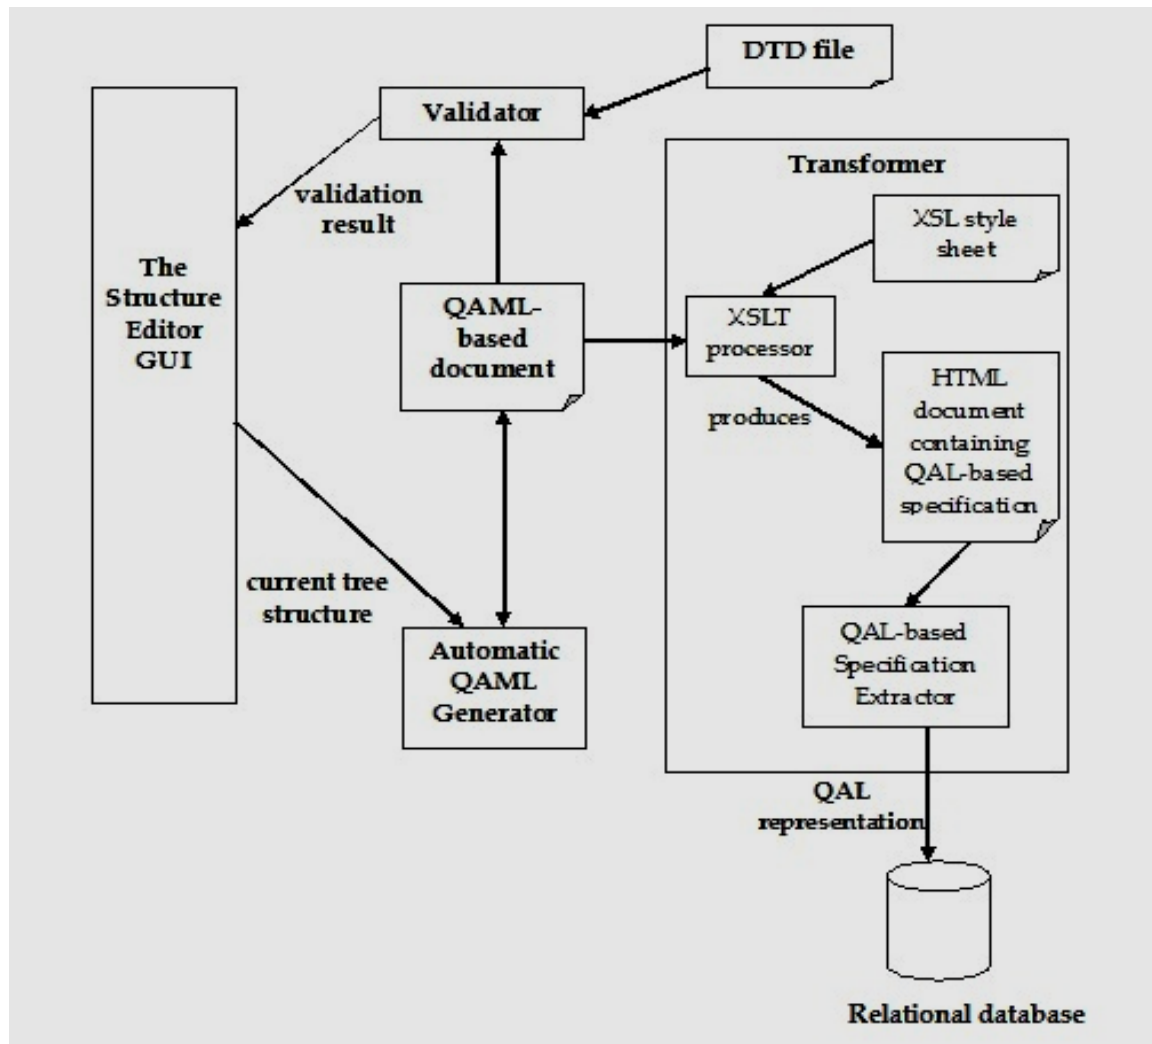 DTD file
Validator
Transformer
validation
result
XSL style
sheet
The
Structure
Editor
GUI
QAML-
based
document
XSLT
processor
produces
HTML
document
containing
QAL-based
specification
current tree
structure
Automatic
QAML
Generator
QAL-based
Specification
Extractor
QAL
representation
Relational database